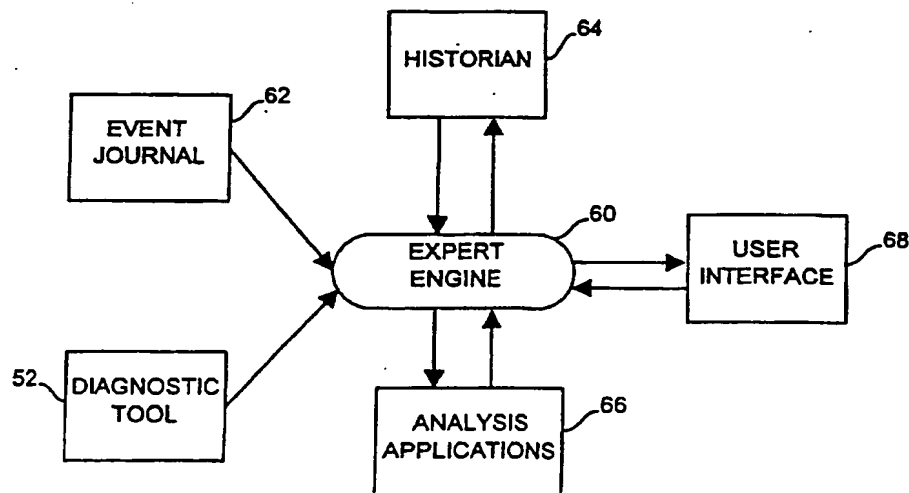 64
HISTORIAN
62
EVENT
JOURNAL
60
EXPERT
ENGINE
68
USER
INTERFACE
52
DIAGNOSTIC
TOOL
66
ANALYSIS
APPLICATIONS